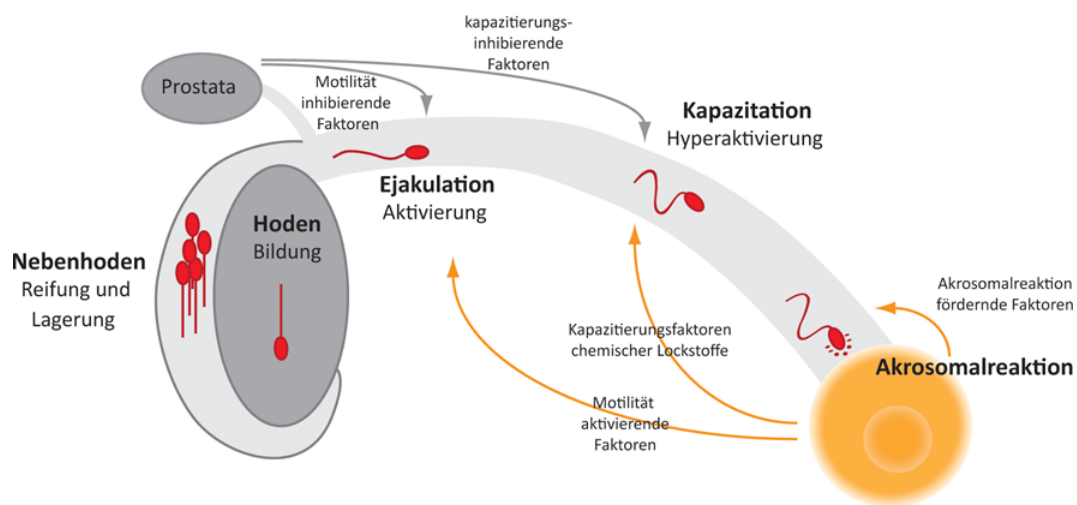 kapazitierungs-
inhibierende
Faktoren
Prostata
Motilität
inhibierende
Faktoren
Kapazitation
Hyperaktivierung
Ejakulation
Aktivierung
Hoden
Bildung
Nebenhoden
Reifung und
Lagerung
Akrosomalreaktion
fördernde Faktoren
Kapazitierungsfaktoren
chemischer Lockstoffe
Akrosomalreaktion
Motilität
aktivierende
Faktoren